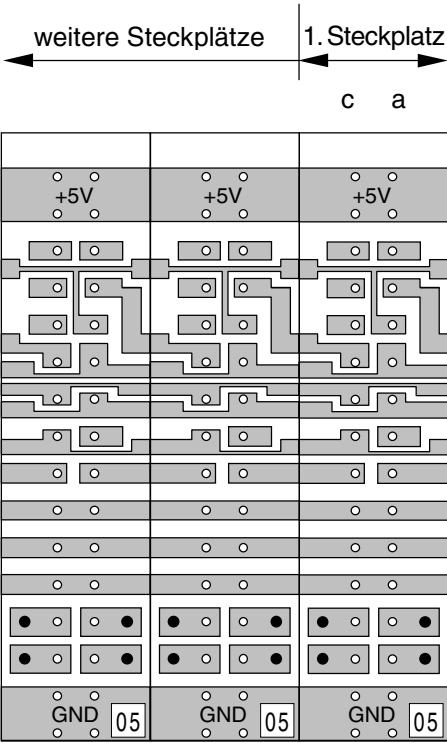 weitere Steckplätze 1. Steckplatz
c a
+5V +5V +5V
GND 05 GND 05 GND 05